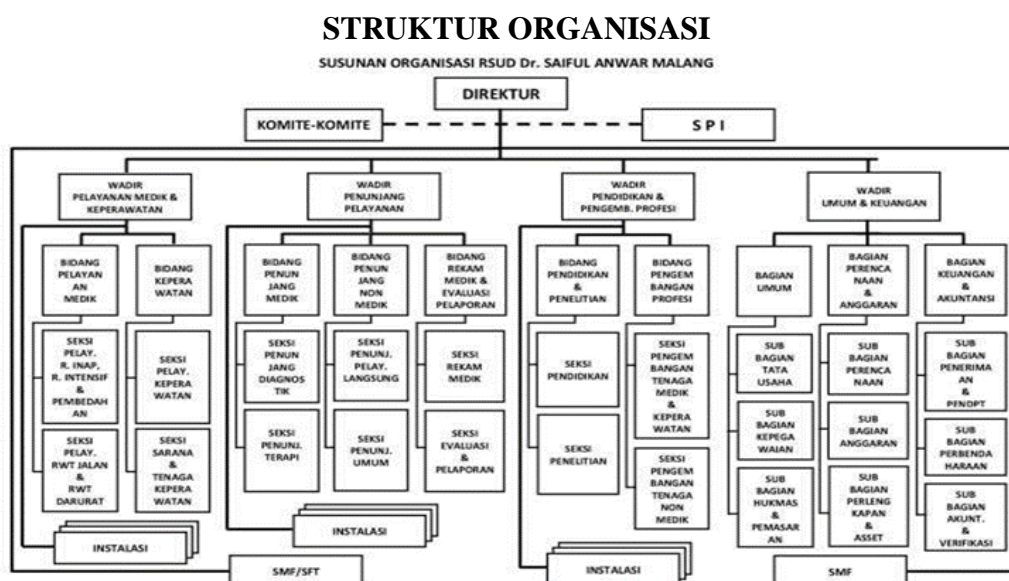 STRUKTUR ORGANISASI
SUSUNAN ORGANISASI RSUD Dr. SAIFUL ANWAR MALANG
DIREKTUR
KOMITE-KOMITE
S P I
WADIR
PELAYANAN MEDIK &
KEPERAWATAN
WADIR
PENUNJANG
PELAYANAN
WADIR
PENDIDIKAN &
PENGEMB. PROFESI
WADIR
UMUM & KEUANGAN
BIDANG
PELAYAN
AN
MEDIK
BIDANG
KEPERA
WATAN
BIDANG
PENUN
JANG
MEDIK
BIDANG
PENUN
JANG
NON
MEDIK
BIDANG
REKAM
MEDIK &
EVALUASI
PELAPORAN
BIDANG
PENDIDIKAN
&
PENELITIAN
BIDANG
PENGEM
BANGAN
PROFESI
BAGIAN
UMUM
BAGIAN
PERENCA
NAAN
&
ANGGARAN
BAGIAN
KEUANGAN
&
AKUNTANSI
SEKSI
PELAY.
R. INAP,
R. INTENSIF
&
PEMBEDAH
AN
SEKSI
PELAY.
KEPERA
WATAN
SEKSI
PENUN
JANG
DIAGNOS
TIK
SEKSI
PENUNJ.
PELAY.
LANGSUNG
SEKSI
REKAM
MEDIK
SEKSI
PENDIDIKAN
SEKSI
PENGEM
BANGAN
TENAGA
MEDIK
&
KEPERA
WATAN
SUB
BAGIAN
TATA
USAHA
SUB
BAGIAN
PERENCA
NAAN
SUB
BAGIAN
PENERIMA
AN
&
PENDPT
SEKSI
PELAY.
RWT JALAN
&
RWT
DARURAT
SEKSI
SARANA
&
TENAGA
KEPERA
WATAN
SEKSI
PENUNJ.
TERAPI
SEKSI
PENUNJ.
UMUM
SEKSI
EVALUASI
&
PELAPORAN
SEKSI
PENELITIAN
SEKSI
PENGEM
BANGAN
TENAGA
NON
MEDIK
SUB
BAGIAN
KEPEGA
WAIAN
SUB
BAGIAN
ANGGARAN
SUB
BAGIAN
PERBENDA
HARAAN
SUB
BAGIAN
HUKMAS
&
PEMASAR
AN
SUB
BAGIAN
PERLENG
KAPAN
&
ASSET
SUB
BAGIAN
AKUNT.
&
VERIFIKASI
INSTALASI
INSTALASI
INSTALASI
SMF/SFT
SMF